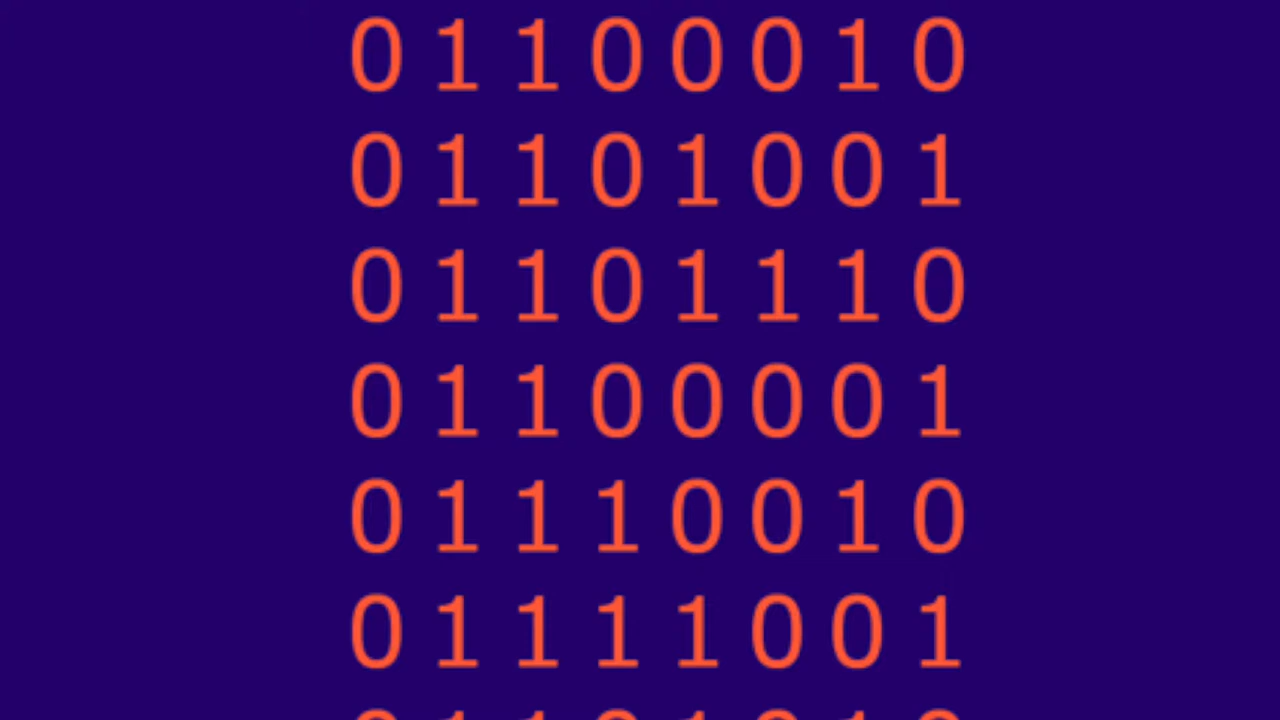 0 1 1 0 0 0 1 0
0 1 1 0 1 0 0 1
0 1 1 0 1 1 1 0
0 1 1 0 0 0 0 1
0 1 1 1 0 0 1 0
0 1 1 1 1 0 0 1